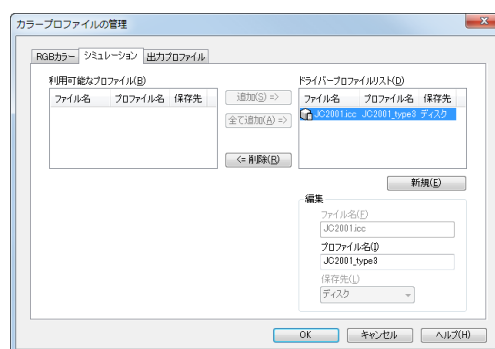 カラープロファイルの管理
RGBカラー シミュレーション 出力プロファイル
利用可能なプロファイル(B)
ファイル名 プロファイル名 保存先
追加(S) =>
全て追加(A) =>
<= 削除(R)
ドライバープロファイルリスト(D)
ファイル名 プロファイル名 保存先
JC2001.icc JC2001_type3 ディスク
新規(E)
編集
ファイル名(F)
JC2001.icc
プロファイル名(I)
JC2001_type3
保存先(L)
ディスク
OK キャンセル ヘルプ(H)